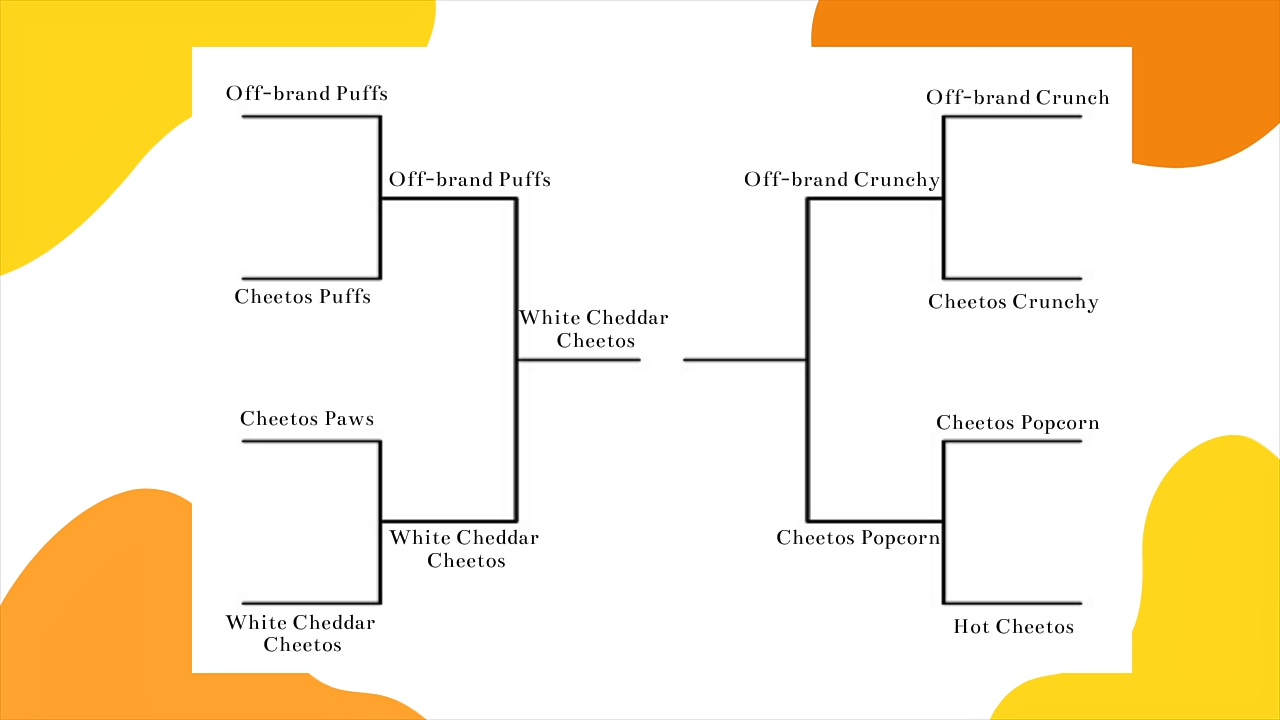 Off-brand Puffs
Off-brand Crunch
Off-brand Puffs
Off-brand Crunchy
Cheetos Puffs
Cheetos Crunchy
White Cheddar
Cheetos
Cheetos Paws
Cheetos Popcorn
White Cheddar
Cheetos
Cheetos Popcorn
White Cheddar
Cheetos
Hot Cheetos